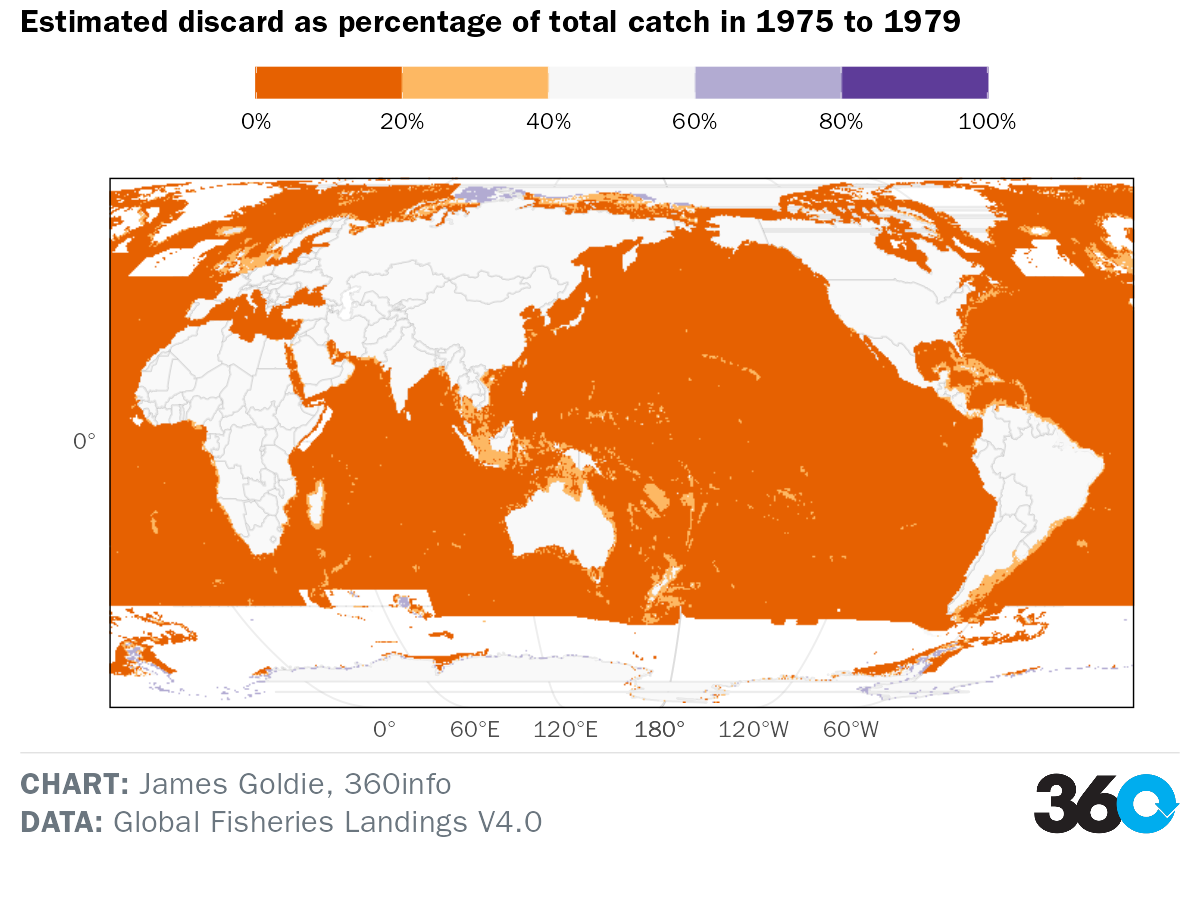 Estimated discard as percentage of total catch in 1975 to 1979
0% 20% 40% 60% 80% 100%
0°
0° 60°E 120°E 180° 120°W 60°W
CHART: James Goldie, 360info
DATA: Global Fisheries Landings V4.0
360